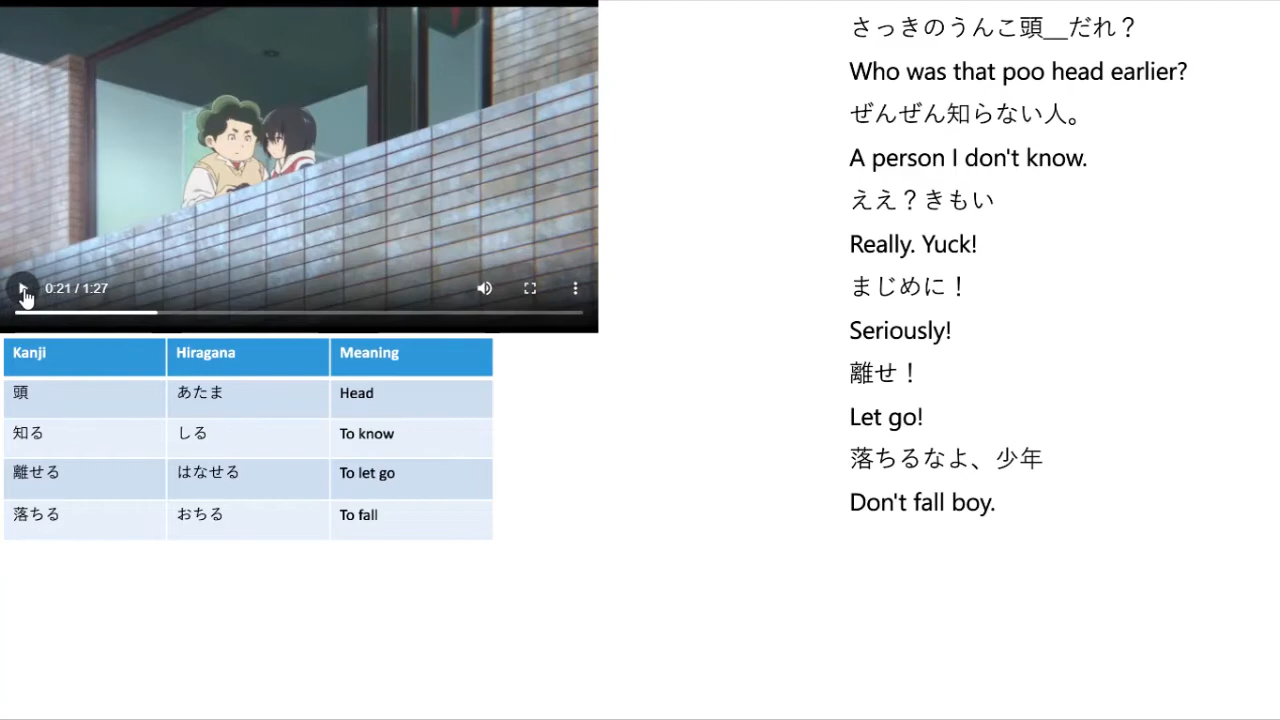 さっきのうんこ頭__だれ？
Who was that poo head earlier?
ぜんぜん知らない人。
A person I don't know.
ええ？きもい
Really. Yuck!
まじめに！
Seriously!
離せ！
Let go!
落ちるなよ、少年
Don't fall boy.
0:21 / 1:27
Kanji Hiragana Meaning
頭 あたま Head
知る しる To know
離せる はなせる To let go
落ちる おちる To fall